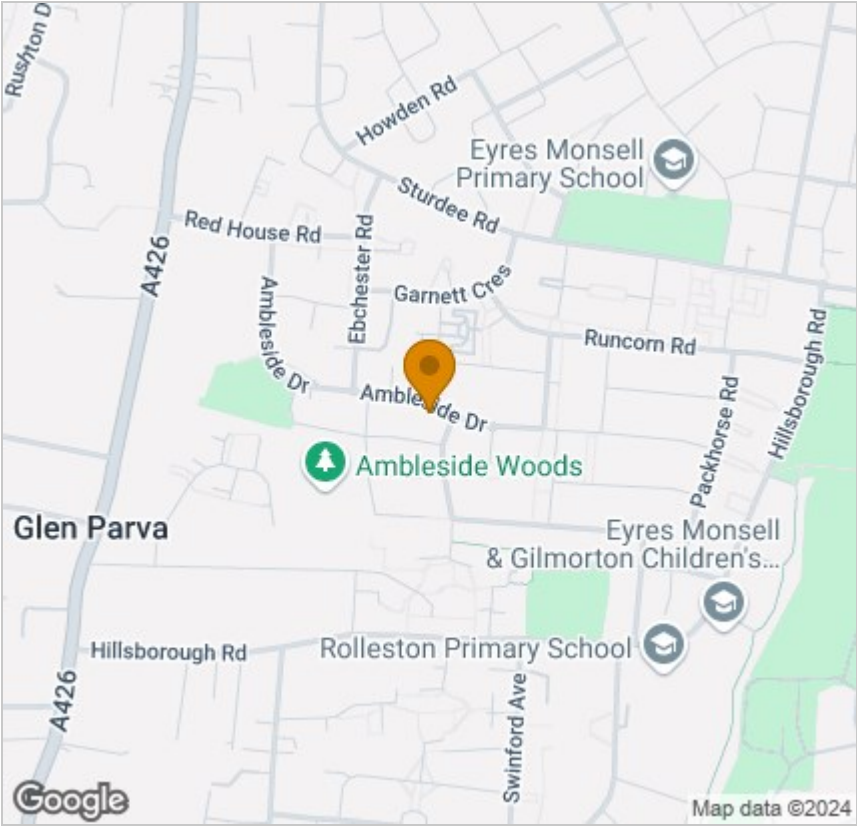 Rushton D
Howden Rd
Eyres Monsell
Primary School
Sturdee Rd
Red House Rd
A426
Ebchester Rd
Garnett Cres
Ambleside Dr
Runcorn Rd
Hillsborough Rd
Ambleside Dr
Packhorse Rd
Ambleside Woods
Glen Parva
Eyres Monsell
& Gilmorton Children's...
Hillsborough Rd
Rolleston Primary School
A426
Swinford Ave
Google
Map data ©2024